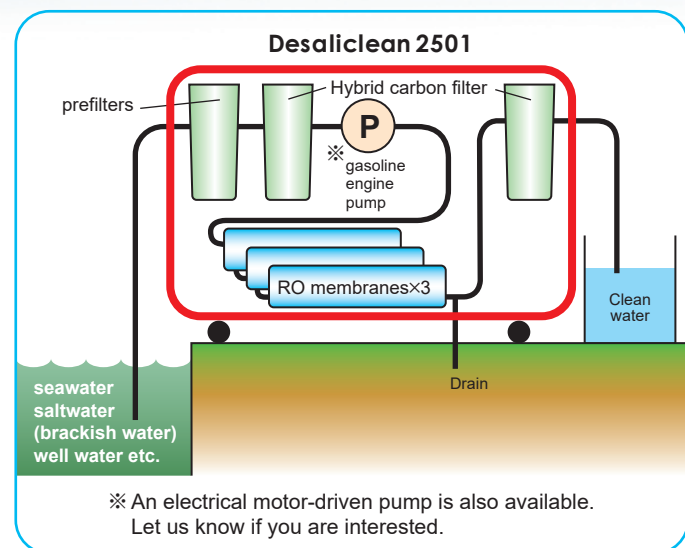 Desaliclean 2501
prefilters
Hybrid carbon filter
P
※
gasoline
engine
pump
RO membranes×3
Clean
water
Drain
seawater
saltwater
(brackish water)
well water etc.
※ An electrical motor-driven pump is also available.
Let us know if you are interested.